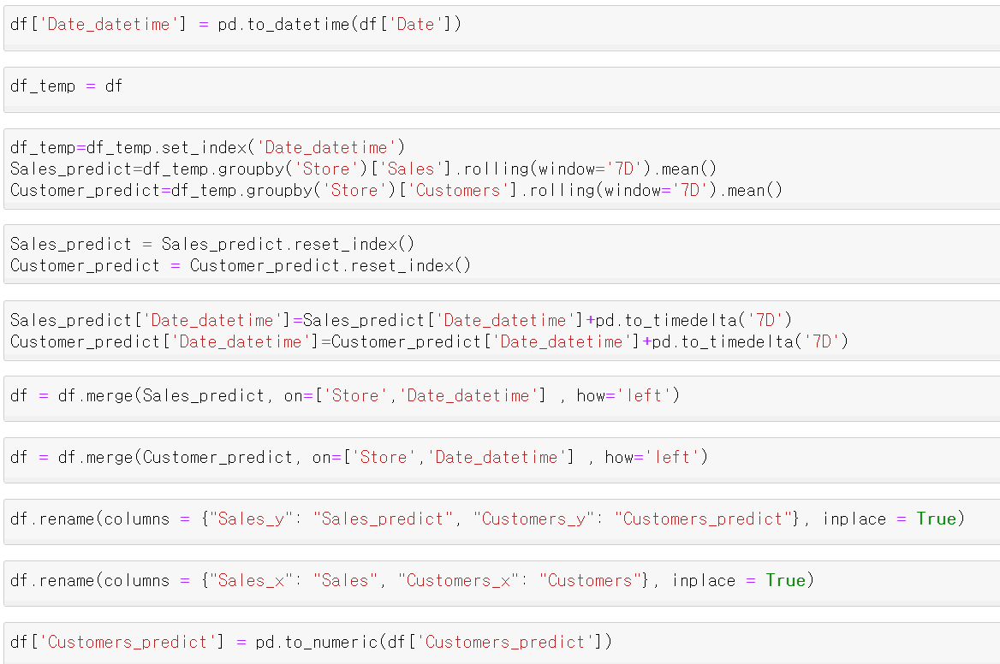 df['Date_datetime'] = pd.to_datetime(df['Date'])
df_temp = df
df_temp=df_temp.set_index('Date_datetime')
Sales_predict=df_temp.groupby('Store')['Sales'].rolling(window='7D').mean()
Customer_predict=df_temp.groupby('Store')['Customers'].rolling(window='7D').mean()
Sales_predict = Sales_predict.reset_index()
Customer_predict = Customer_predict.reset_index()
Sales_predict['Date_datetime']=Sales_predict['Date_datetime']+pd.to_timedelta('7D')
Customer_predict['Date_datetime']=Customer_predict['Date_datetime']+pd.to_timedelta('7D')
df = df.merge(Sales_predict, on=['Store','Date_datetime'] , how='left')
df = df.merge(Customer_predict, on=['Store','Date_datetime'] , how='left')
df.rename(columns = {"Sales_y": "Sales_predict", "Customers_y": "Customers_predict"}, inplace = True)
df.rename(columns = {"Sales_x": "Sales", "Customers_x": "Customers"}, inplace = True)
df['Customers_predict'] = pd.to_numeric(df['Customers_predict'])